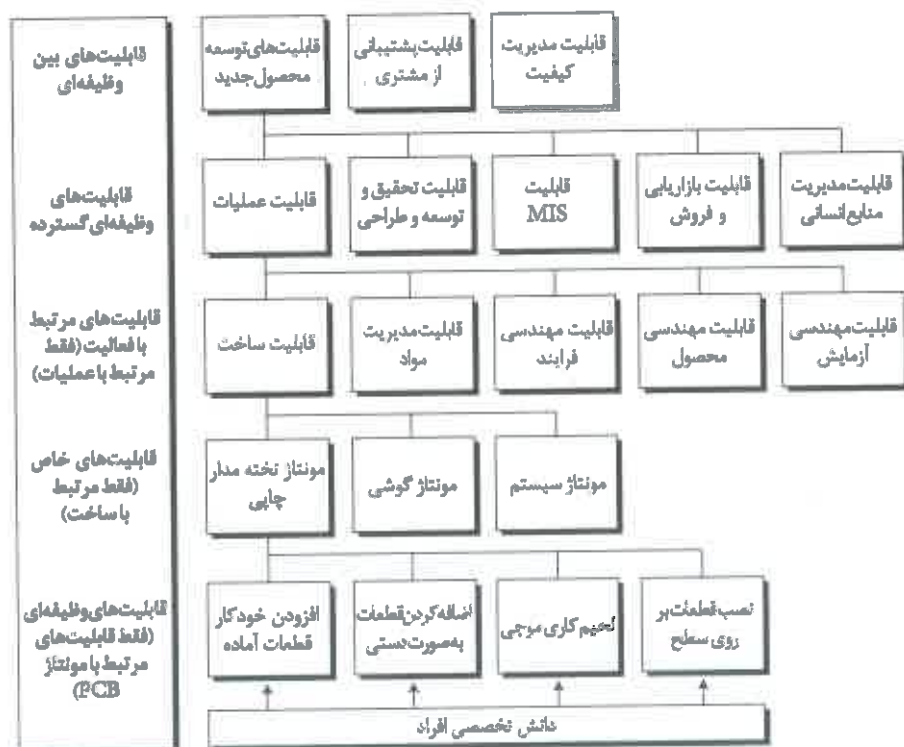 قابلیت‌های بین
وظیفه‌ای
قابلیت‌های توسعه
محصول جدید
قابلیت پشتیبانی
از مشتری
قابلیت مدیریت
کیفیت
قابلیت‌های
وظیفه‌ای گسترده
قابلیت عملیات
قابلیت تحقیق و
توسعه و طراحی
قابلیت
MIS
قابلیت بازاریابی
و فروش
قابلیت مدیریت
منابع انسانی
قابلیت‌های مرتبط
با فعالیت (فقط
مرتبط با عملیات)
قابلیت ساخت
قابلیت مدیریت
مواد
قابلیت مهندسی
فرایند
قابلیت مهندسی
محصول
قابلیت مهندسی
آزمایش
قابلیت‌های خاص
(فقط مرتبط
با ساخت)
مونتاژ تخته مدار
چاپی
مونتاژ گوشی
مونتاژ سیستم
قابلیت‌های وظیفه‌ای
(فقط قابلیت‌های
مرتبط با مونتاژ
PCB)
افزودن خودکار
قطعات آماده
اضافه کردن قطعات
به صورت دستی
لحیم کاری موجی
نصب قطعات بر
روی سطح
دانش تخصصی افراد